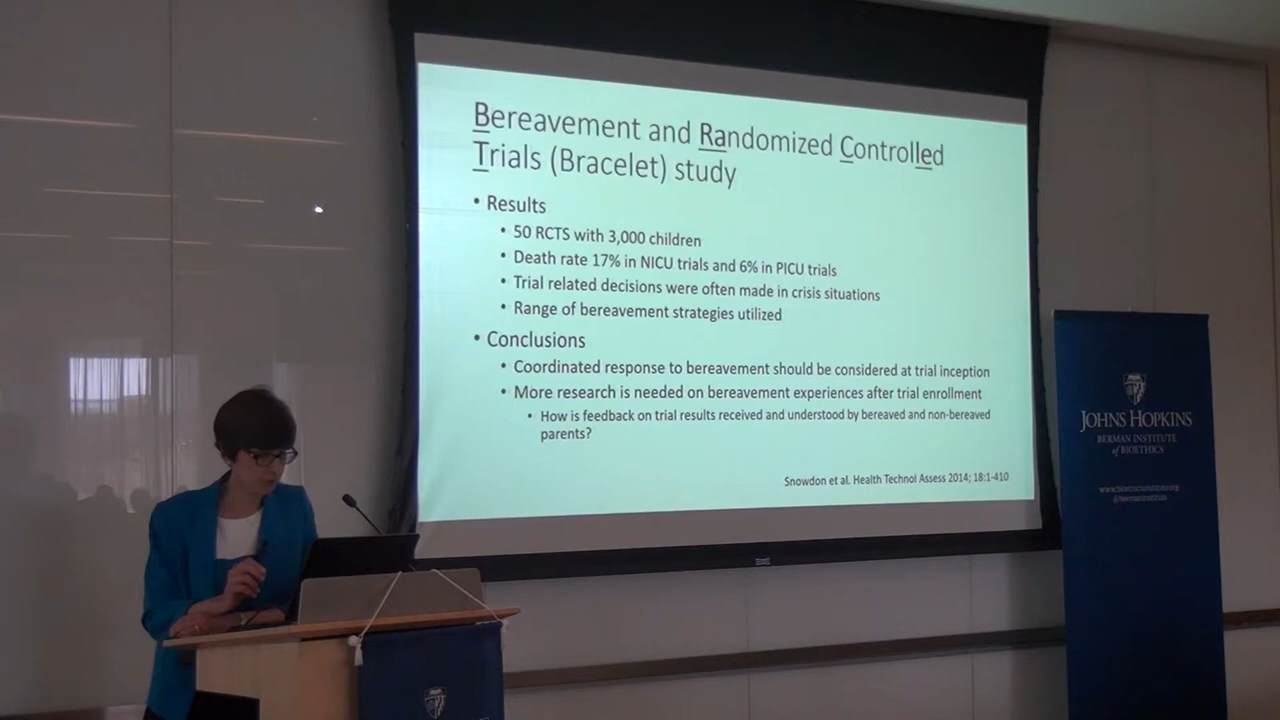 Bereavement and Randomized Controlled
Trials (Bracelet) study
• Results
• 50 RCTS with 3,000 children
• Death rate 17% in NICU trials and 6% in PICU trials
• Trial related decisions were often made in crisis situations
• Range of bereavement strategies utilized
• Conclusions
• Coordinated response to bereavement should be considered at trial inception
• More research is needed on bereavement experiences after trial enrollment
• How is feedback on trial results received and understood by bereaved and non-bereaved
parents?
Snowdon et al. Health Technol Assess 2014; 18:1-410
JOHNS HOPKINS
BERMAN INSTITUTE
of BIOETHICS